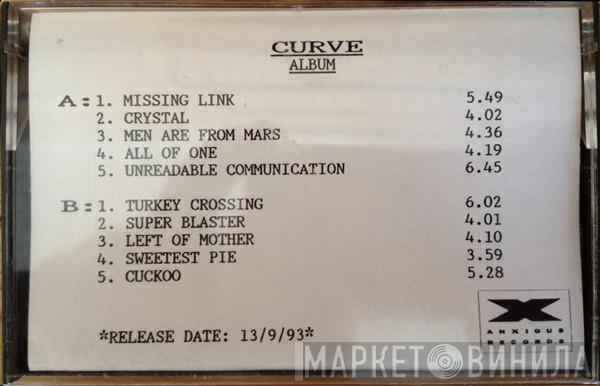 CURVE
ALBUM
A: 1. MISSING LINK 5.49
2. CRYSTAL 4.02
3. MEN ARE FROM MARS 4.36
4. ALL OF ONE 4.19
5. UNREADABLE COMMUNICATION 6.45
B: 1. TURKEY CROSSING 6.02
2. SUPER BLASTER 4.01
3. LEFT OF MOTHER 4.10
4. SWEETEST PIE 3.59
5. CUCKOO 5.28
X
ANXIOUS
RECORDS
*RELEASE DATE: 13/9/93*
МАРКЕТ ВИНИЛА